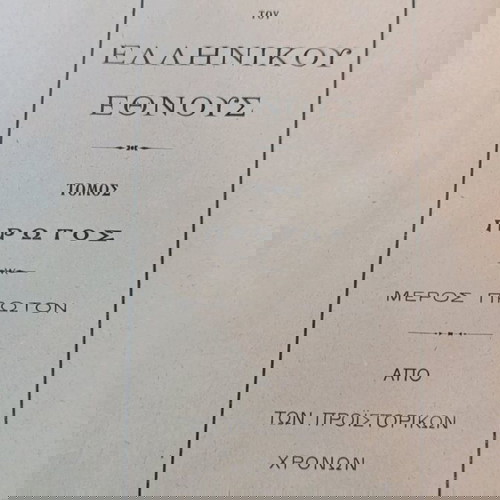 του
ΕΛΛΗΝΙΚΟΥ
ΕΘΝΟΥΣ
ΤΟΜΟΣ
ΠΡΩΤΟΣ
ΜΕΡΟΣ ΠΡΩΤΟΝ
ΑΠΟ
ΤΩΝ ΠΡΟΪΣΤΟΡΙΚΩΝ
ΧΡΟΝΩΝ